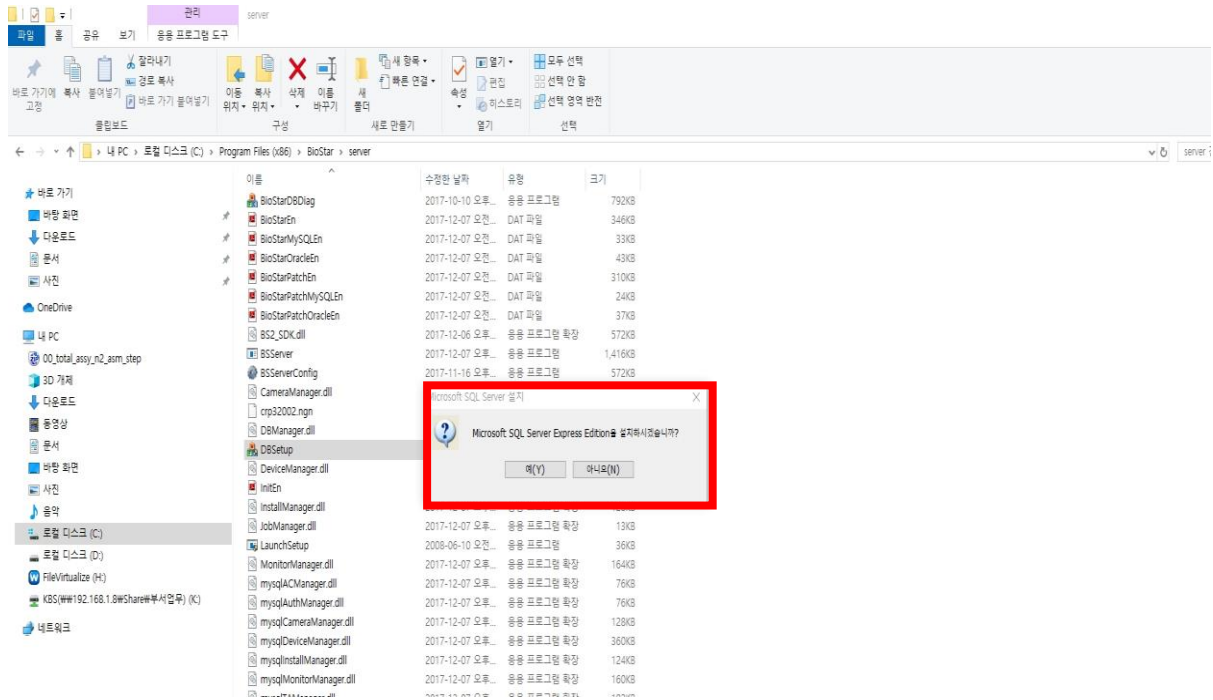 관리
server
파일
홈
공유
보기
응용 프로그램 도구
바로 가기에 고정
복사
붙여넣기
잘라내기
경로 복사
바로 가기 붙여넣기
클립보드
이동 위치
복사 위치
삭제
이름 바꾸기
구성
새 폴더
새 항목
빠른 연결
새로 만들기
속성
열기
편집
히스토리
열기
모두 선택
선택 안 함
선택 영역 반전
선택
내 PC > 로컬 디스크 (C:) > Program Files (x86) > BioStar > server
server
이름 수정한 날짜 유형 크기
바로 가기
바탕 화면
다운로드
문서
사진
OneDrive
내 PC
00_total_assy_n2_asm_step
3D 개체
다운로드
동영상
문서
바탕 화면
사진
음악
로컬 디스크 (C:)
로컬 디스크 (D:)
FileVirtualize (H:)
KBS(₩₩192.168.1.8₩Share₩부서업무) (K:)
네트워크
BioStarDBDiag 2017-10-10 오후... 응용 프로그램 792KB
BioStarEn 2017-12-07 오전... DAT 파일 346KB
BioStarMySQLEn 2017-12-07 오전... DAT 파일 33KB
BioStarOracleEn 2017-12-07 오전... DAT 파일 43KB
BioStarPatchEn 2017-12-07 오전... DAT 파일 310KB
BioStarPatchMySQLEn 2017-12-07 오전... DAT 파일 24KB
BioStarPatchOracleEn 2017-12-07 오전... DAT 파일 37KB
BS2_SDK.dll 2017-12-06 오후... 응용 프로그램 확장 572KB
BSServer 2017-12-07 오후... 응용 프로그램 1,416KB
BSServerConfig 2017-11-16 오후... 응용 프로그램 572KB
CameraManager.dll
crp32002.ngn
DBManager.dll
DBSetup
DeviceManager.dll
InitEn
InstallManager.dll
JobManager.dll 2017-12-07 오후... 응용 프로그램 확장 13KB
LaunchSetup 2008-06-10 오전... 응용 프로그램 36KB
MonitorManager.dll 2017-12-07 오후... 응용 프로그램 확장 164KB
mysqlACManager.dll 2017-12-07 오후... 응용 프로그램 확장 76KB
mysqlAuthManager.dll 2017-12-07 오후... 응용 프로그램 확장 76KB
mysqlCameraManager.dll 2017-12-07 오후... 응용 프로그램 확장 128KB
mysqlDeviceManager.dll 2017-12-07 오후... 응용 프로그램 확장 360KB
mysqlInstallManager.dll 2017-12-07 오후... 응용 프로그램 확장 124KB
mysqlMonitorManager.dll 2017-12-07 오후... 응용 프로그램 확장 160KB
Microsoft SQL Server 설치
Microsoft SQL Server Express Edition을 설치하시겠습니까?
예(Y)
아니요(N)